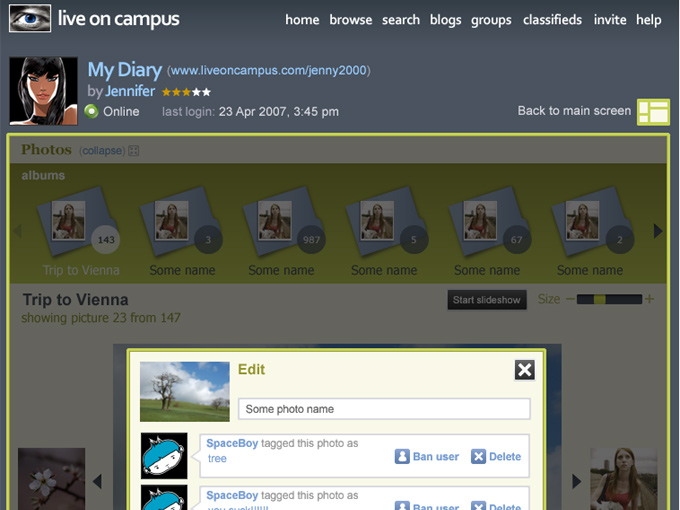 live on campus
home browse search blogs groups classifieds invite help
My Diary (www.liveoncampus.com/jenny2000)
by Jennifer
Online last login: 23 Apr 2007, 3:45 pm
Back to main screen
Photos (collapse)
albums
143 3 987 5 67 2
Trip to Vienna Some name Some name Some name Some name Some name
Trip to Vienna
Start slideshow Size − +
showing picture 23 from 147
Edit
Some photo name
SpaceBoy tagged this photo as
tree
Ban user Delete
SpaceBoy tagged this photo as
you suck!!!!!!
Ban user Delete